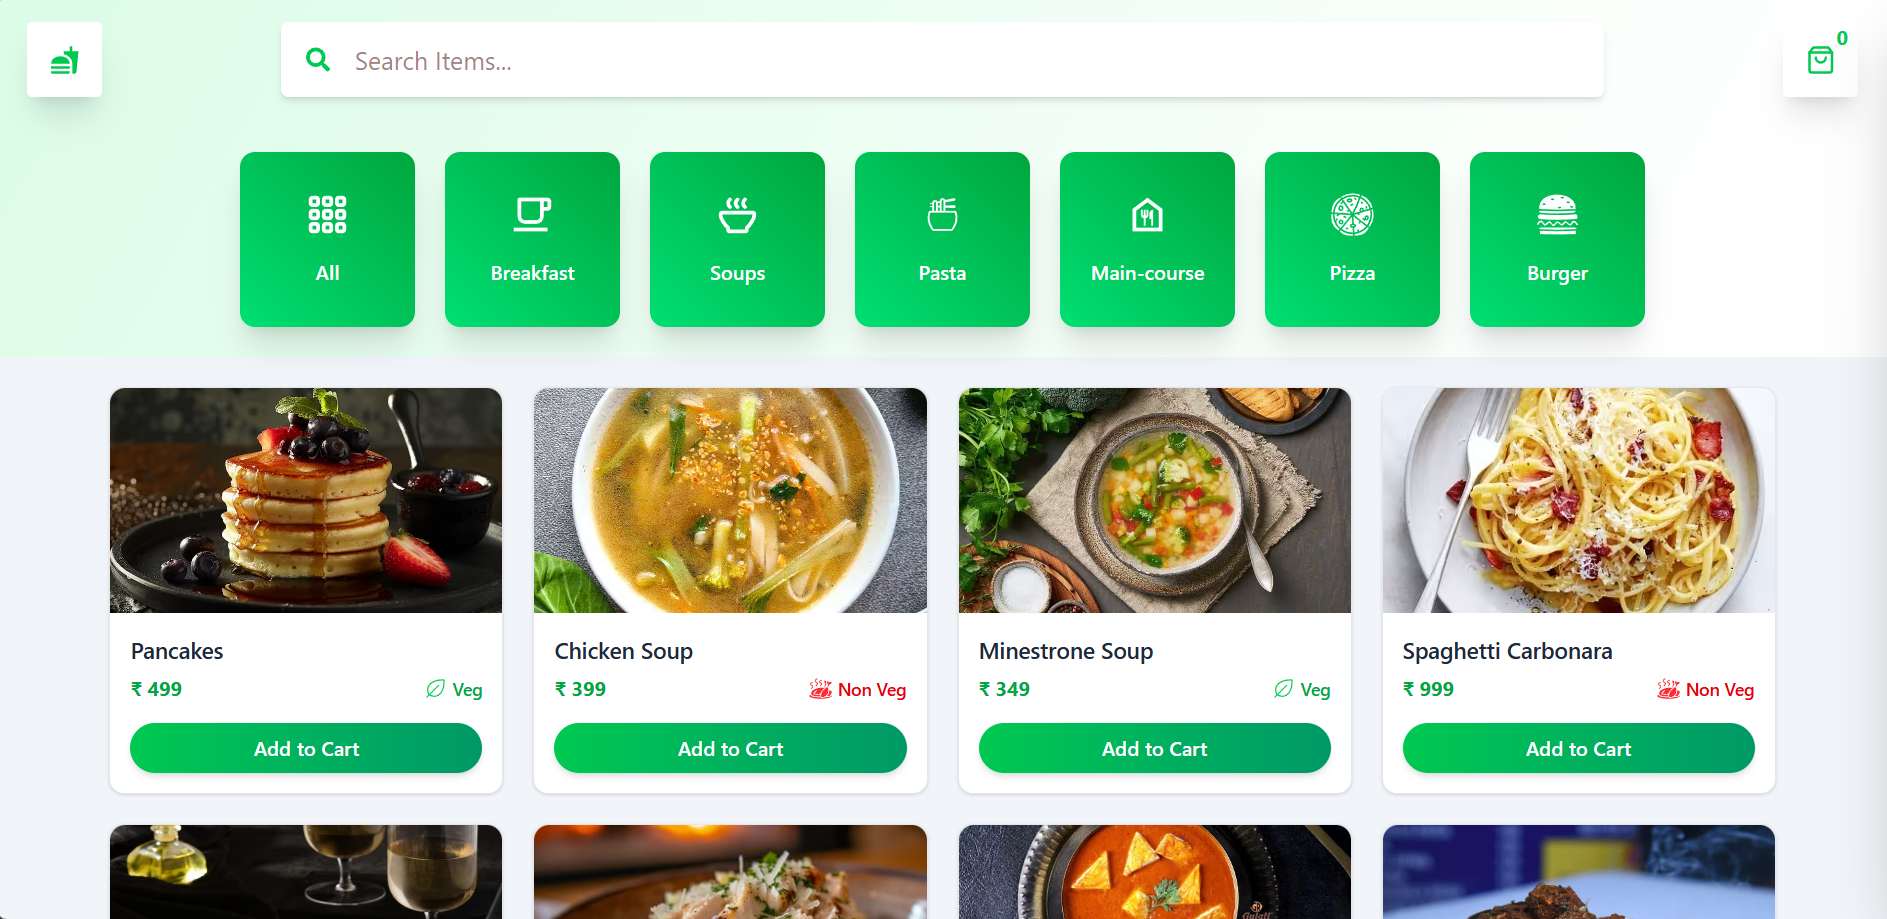 Search Items...
0
All
Breakfast
Soups
Pasta
Main-course
Pizza
Burger
Pancakes
₹ 499
Veg
Add to Cart
Chicken Soup
₹ 399
Non Veg
Add to Cart
Minestrone Soup
₹ 349
Veg
Add to Cart
Spaghetti Carbonara
₹ 999
Non Veg
Add to Cart
Gulati